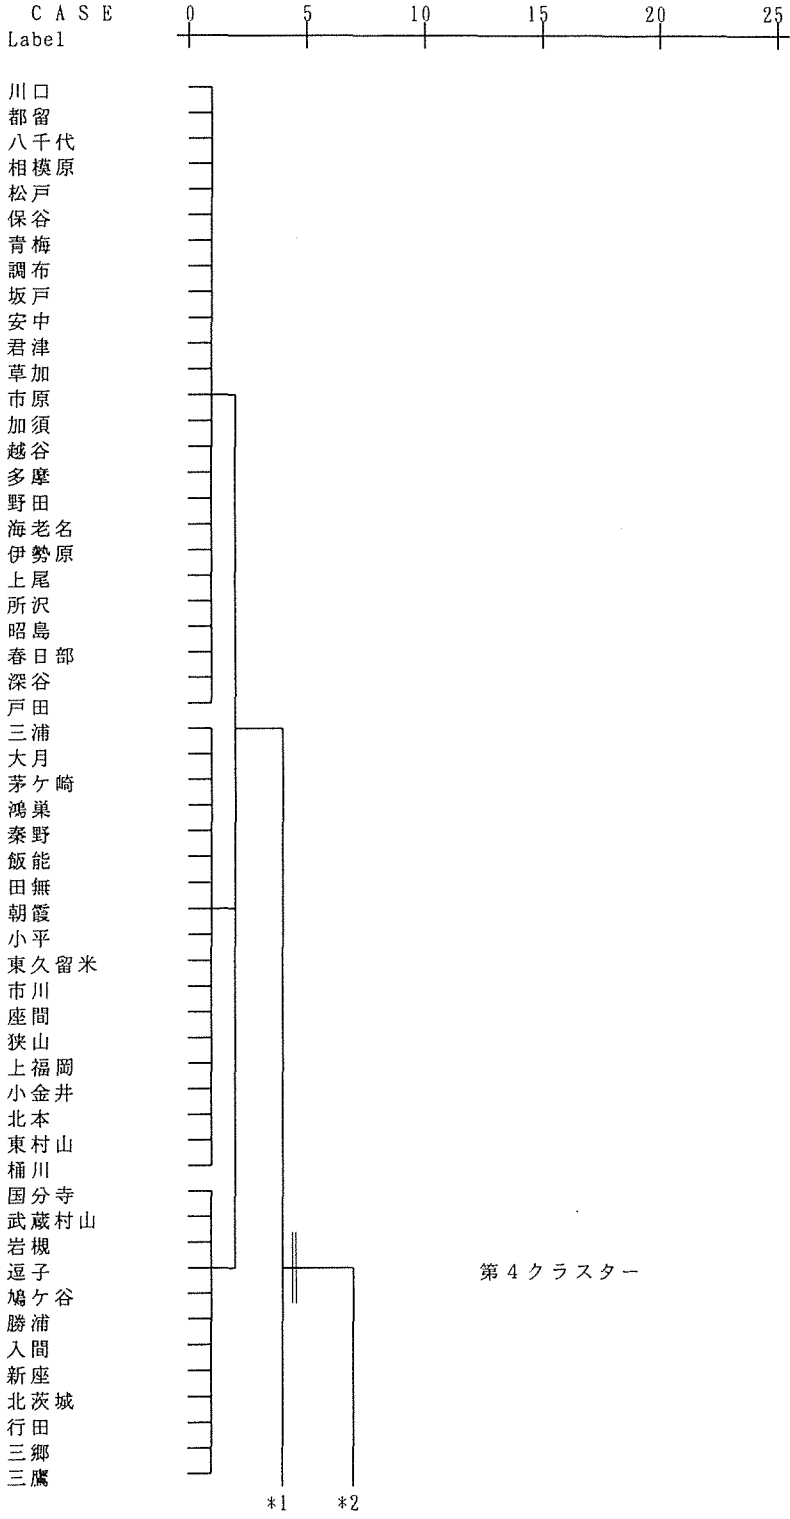 CASE 0 5 10 15 20 25
Label
川口
都留
八千代
相模原
松戸
保谷
青梅
調布
坂戸
安中
君津
草加
市原
加須
越谷
多摩
野田
海老名
伊勢原
上尾
所沢
昭島
春日部
深谷
戸田
三浦
大月
茅ケ崎
鴻巣
秦野
飯能
田無
朝霞
小平
東久留米
市川
座間
狭山
上福岡
小金井
北本
東村山
桶川
国分寺
武蔵村山
岩槻
逗子 第4クラスター
鳩ケ谷
勝浦
入間
新座
北茨城
行田
三郷
三鷹
*1 *2